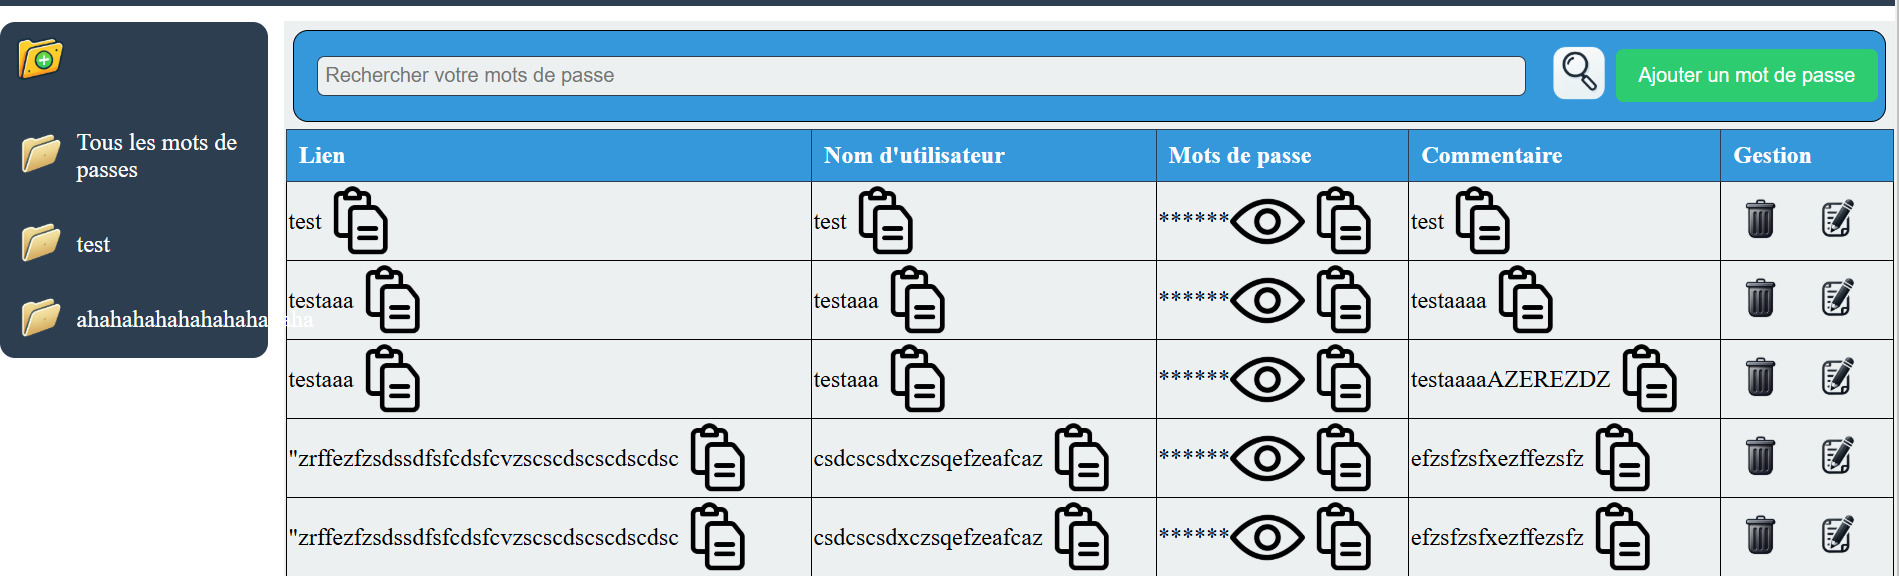 Rechercher votre mots de passe
Ajouter un mot de passe
Tous les mots de
passes
test
ahahahahahahahahahaha
Lien Nom d'utilisateur Mots de passe Commentaire Gestion
test test ****** test
testaaa testaaa ****** testaaaa
testaaa testaaa ****** testaaaaAZEREZDZ
"zrffezfzsdssdfsfcdsfcvzscscdscscdscdsc csdcscsdxczsqefzeafcaz ****** efzsfzsfxezffezsfz
"zrffezfzsdssdfsfcdsfcvzscscdscscdscdsc csdcscsdxczsqefzeafcaz ****** efzsfzsfxezffezsfz